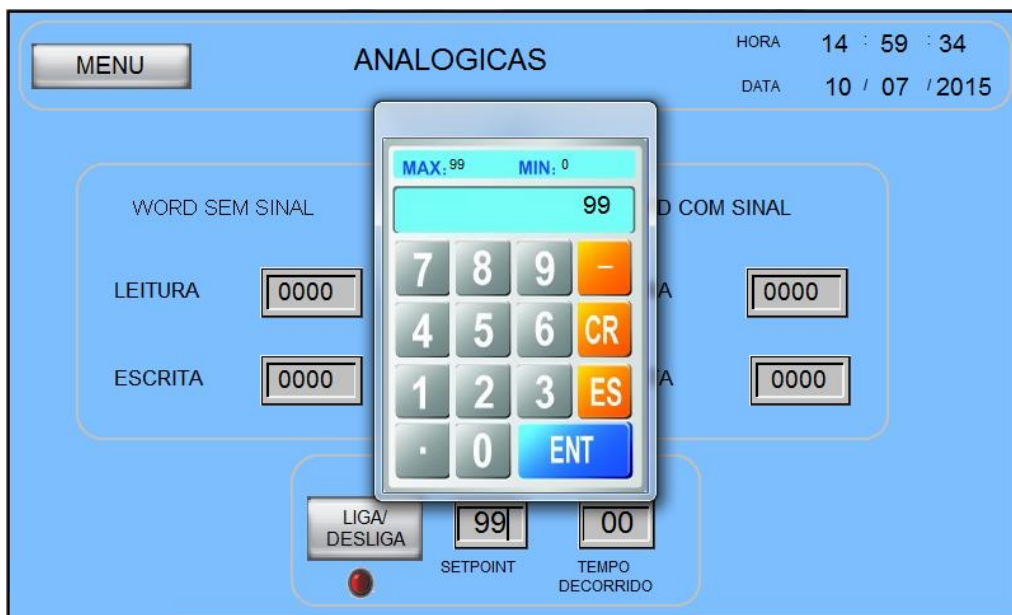 MENU
ANALOGICAS
HORA 14 : 59 : 34
DATA 10 / 07 / 2015
MAX: 99 MIN: 0
99
WORD SEM SINAL
D COM SINAL
LEITURA 0000
A 0000
ESCRITA 0000
A 0000
7 8 9 -
4 5 6 CR
1 2 3 ES
. 0 ENT
LIGA/
DESLIGA
99
00
SETPOINT
TEMPO
DECORRIDO